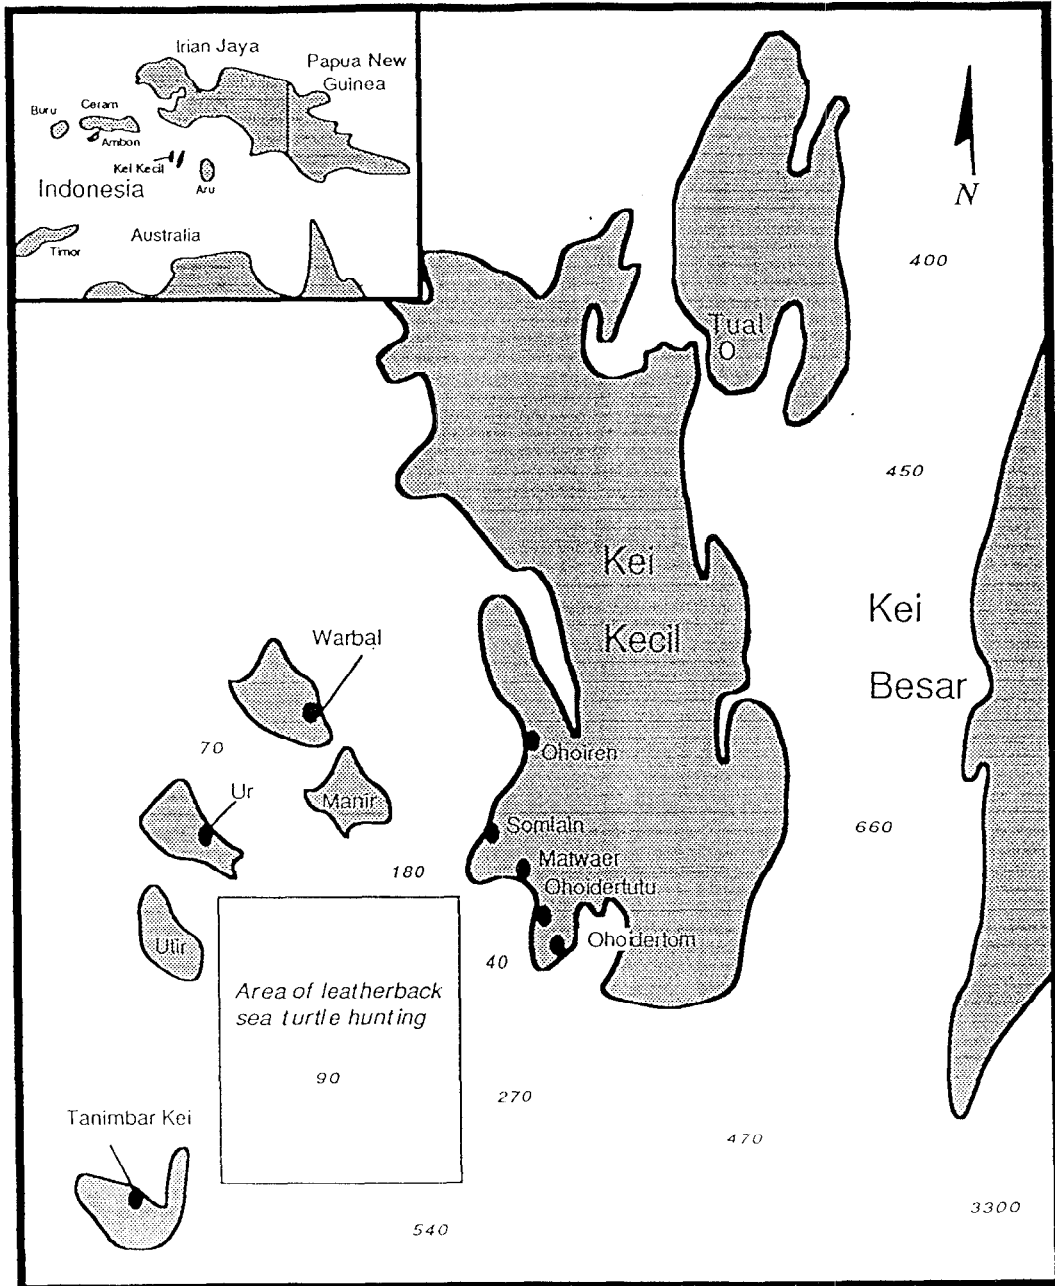 Irian Jaya
Papua New
Guinea
Buru
Ceram
Ambon
Kei Kecil
Aru
Indonesia
Timor
Australia
N
400
Tual
450
Kei
Kecil
Kei
Besar
Warbal
70
Ohoiren
Ur
Manir
Somlain
660
Matwaer
180
Ohoidertutu
Utir
Ohoidertom
40
Area of leatherback
sea turtle hunting
90
270
Tanimbar Kei
470
3300
540